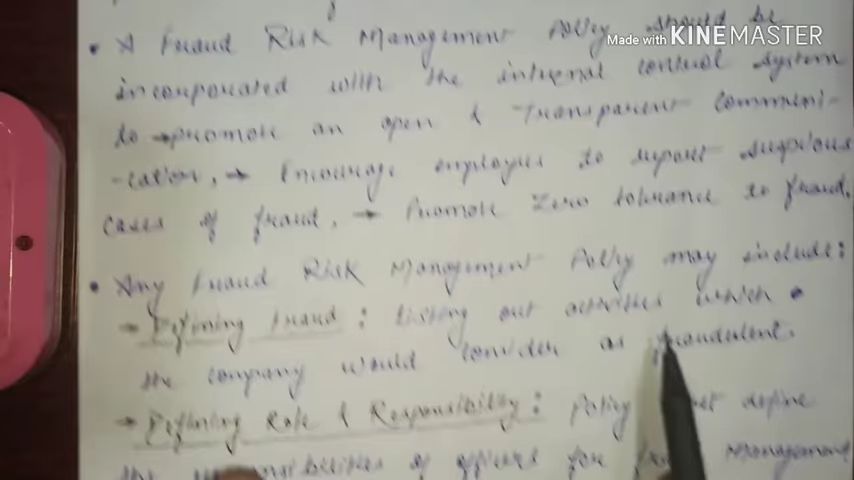 • A Fraud Risk Management Policy should be
Made with KINEMASTER
incorporated with the internal control system
to → promote an open & Transparent Communi-
-cation, → Encourage employees to report suspicious
cases of fraud, → Promote Zero tolerance to fraud.
• Any Fraud Risk Management Policy may include:
→ Defining Fraud : listing out activities which
the company would consider as fraudulent.
→ Defining Role & Responsibility : Policy define
the of officers for Management